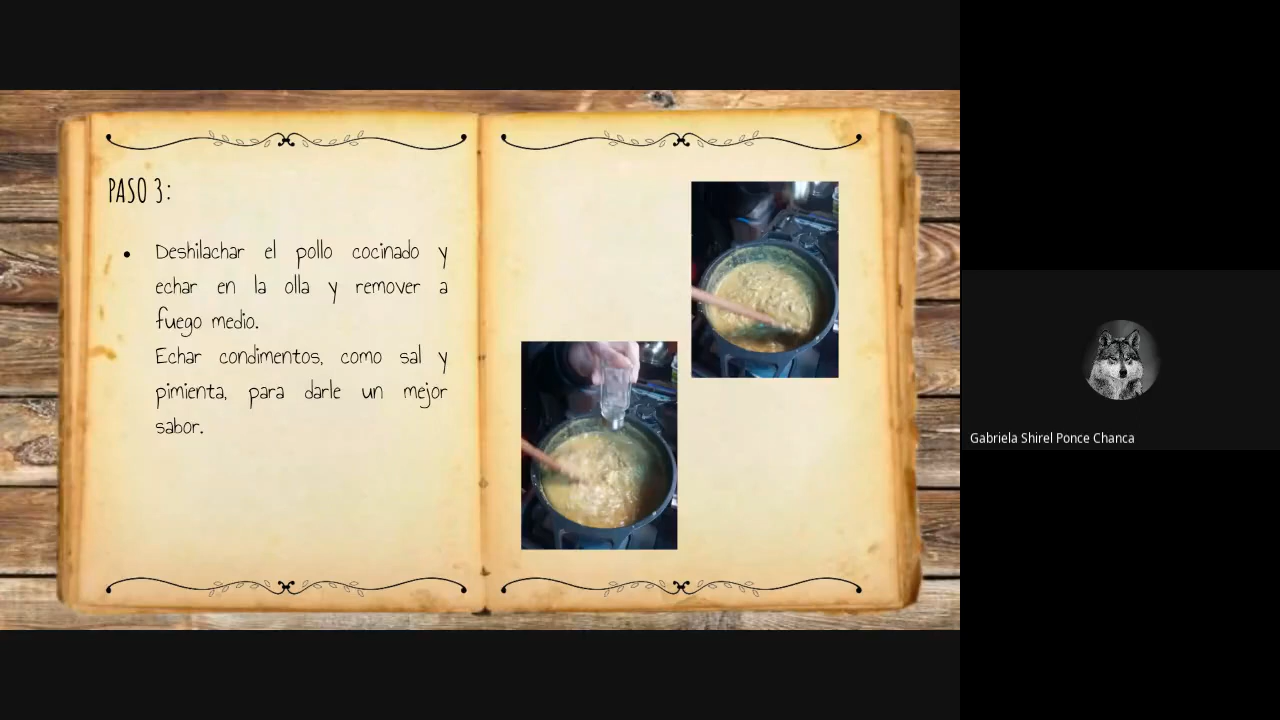 PASO 3:
Deshilachar el pollo cocinado y
echar en la olla y remover a
fuego medio.
Echar condimentos, como sal y
pimienta, para darle un mejor
sabor.
Gabriela Shirel Ponce Chanca